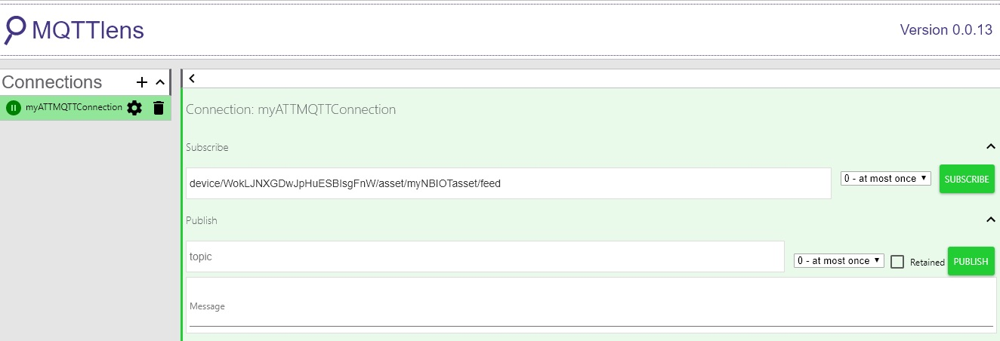 MQTTlens
Version 0.0.13
Connections
myATTMQTTConnection
Connection: myATTMQTTConnection
Subscribe
device/WokLJNXGDwJpHuESBIsgFnW/asset/myNBIOTasset/feed
0 - at most once
SUBSCRIBE
Publish
topic
0 - at most once
Retained
PUBLISH
Message